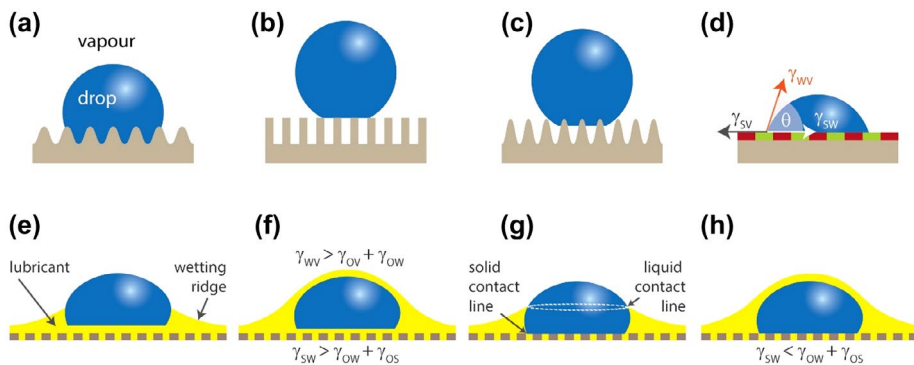 (a)
vapour
drop
(b)
(c)
(d)
γWV
γSV
θ
γSW
(e)
lubricant
wetting
ridge
(f)
γWV > γOV + γOW
γSW > γOW + γOS
(g)
solid
contact
line
liquid
contact
line
(h)
γSW < γOW + γOS